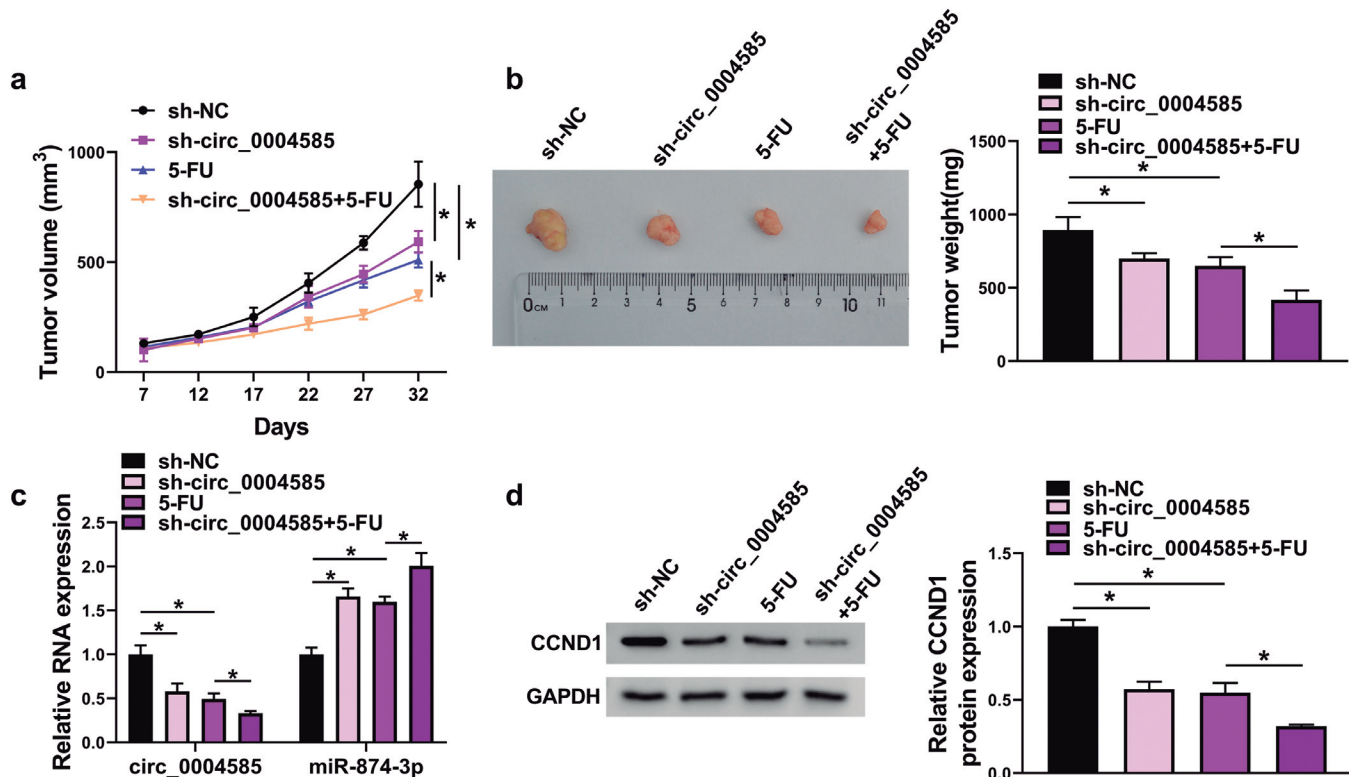 a
sh-NC
sh-circ_0004585
5-FU
sh-circ_0004585+5-FU
Tumor volume (mm³)
1000
500
0
*
*
*
7 12 17 22 27 32
Days
b
sh-NC
sh-circ_0004585
5-FU
sh-circ_0004585
+5-FU
0CM 1 2 3 4 5 6 7 8 9 10 11
sh-NC
sh-circ_0004585
5-FU
sh-circ_0004585+5-FU
Tumor weight(mg)
1500
1000
500
0
*
*
*
c
sh-NC
sh-circ_0004585
5-FU
sh-circ_0004585+5-FU
Relative RNA expression
2.5
2.0
1.5
1.0
0.5
0.0
*
*
*
*
*
*
circ_0004585 miR-874-3p
d
sh-NC
sh-circ_0004585
5-FU
sh-circ_0004585
+5-FU
CCND1
GAPDH
sh-NC
sh-circ_0004585
5-FU
sh-circ_0004585+5-FU
Relative CCND1
protein expression
1.5
1.0
0.5
0.0
*
*
*